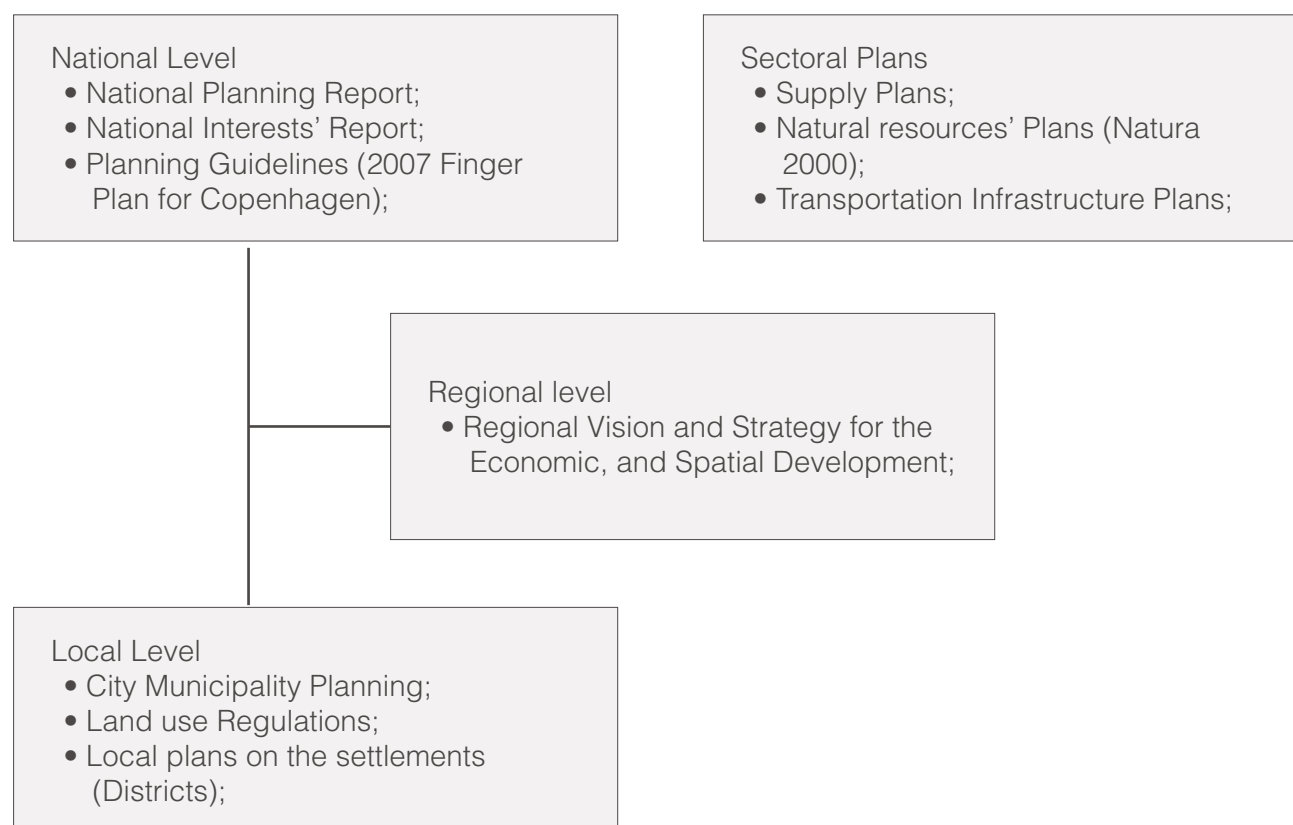 National Level
• National Planning Report;
• National Interests’ Report;
• Planning Guidelines (2007 Finger
Plan for Copenhagen);
Sectoral Plans
• Supply Plans;
• Natural resources’ Plans (Natura
2000);
• Transportation Infrastructure Plans;
Regional level
• Regional Vision and Strategy for the
Economic, and Spatial Development;
Local Level
• City Municipality Planning;
• Land use Regulations;
• Local plans on the settlements
(Districts);